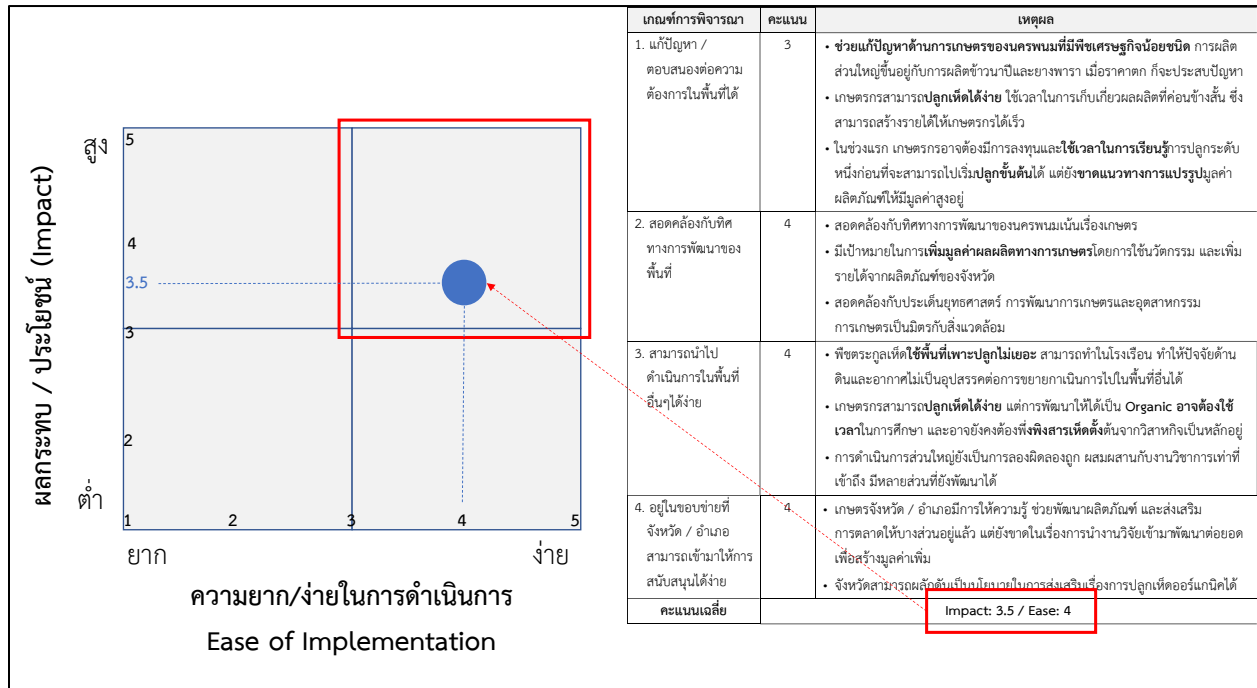 ผลกระทบ / ประโยชน์ (Impact)
สูง
ต่ำ
5
4
3.5
3
2
1
2
3
4
5
ยาก
ง่าย
ความยาก/ง่ายในการดำเนินการ
Ease of Implementation
เกณฑ์การพิจารณา คะแนน เหตุผล
1. แก้ปัญหา /
ตอบสนองต่อความ
ต้องการในพื้นที่ได้
3
• ช่วยแก้ปัญหาด้านการเกษตรของนครพนมที่มีพืชเศรษฐกิจน้อยชนิด การผลิต
ส่วนใหญ่ขึ้นอยู่กับการผลิตข้าวนาปีและยางพารา เมื่อราคาตก ก็จะประสบปัญหา
• เกษตรกรสามารถปลูกเห็ดได้ง่าย ใช้เวลาในการเก็บเกี่ยวผลผลิตที่ค่อนข้างสั้น ซึ่ง
สามารถสร้างรายได้ให้เกษตรกรได้เร็ว
• ในช่วงแรก เกษตรกรอาจต้องมีการลงทุนและใช้เวลาในการเรียนรู้การปลูกระดับ
หนึ่งก่อนที่จะสามารถไปเริ่มปลูกขั้นต้นได้ แต่ยังขาดแนวทางการแปรรูปมูลค่า
ผลิตภัณฑ์ให้มีมูลค่าสูงอยู่
2. สอดคล้องกับทิศ
ทางการพัฒนาของ
พื้นที่
4
• สอดคล้องกับทิศทางการพัฒนาของนครพนมเน้นเรื่องเกษตร
• มีเป้าหมายในการเพิ่มมูลค่าผลผลิตทางการเกษตรโดยการใช้นวัตกรรม และเพิ่ม
รายได้จากผลิตภัณฑ์ของจังหวัด
• สอดคล้องกับประเด็นยุทธศาสตร์ การพัฒนาการเกษตรและอุตสาหกรรม
การเกษตรเป็นมิตรกับสิ่งแวดล้อม
3. สามารถนำไป
ดำเนินการในพื้นที่
อื่นๆได้ง่าย
4
• พืชตระกูลเห็ดใช้พื้นที่เพาะปลูกไม่เยอะ สามารถทำในโรงเรือน ทำให้ปัจจัยด้าน
ดินและอากาศไม่เป็นอุปสรรคต่อการขยายกาเนินการไปในพื้นที่อื่นได้
• เกษตรกรสามารถปลูกเห็ดได้ง่าย แต่การพัฒนาให้ได้เป็น Organic อาจต้องใช้
เวลาในการศึกษา และอาจยังคงต้องพึ่งพิงสารเห็ดตั้งต้นจากวิสาหกิจเป็นหลักอยู่
• การดำเนินการส่วนใหญ่ยังเป็นการลองผิดลองถูก ผสมผสานกับงานวิชาการเท่าที่
เข้าถึง มีหลายส่วนที่ยังพัฒนาได้
4. อยู่ในขอบข่ายที่
จังหวัด / อำเภอ
สามารถเข้ามาให้การ
สนับสนุนได้ง่าย
4
• เกษตรจังหวัด / อำเภอมีการให้ความรู้ ช่วยพัฒนาผลิตภัณฑ์ และส่งเสริม
การตลาดให้บางส่วนอยู่แล้ว แต่ยังขาดในเรื่องการนำงานวิจัยเข้ามาพัฒนาต่อยอด
เพื่อสร้างมูลค่าเพิ่ม
• จังหวัดสามารถผลักดันเป็นนโยบายในการส่งเสริมเรื่องการปลูกเห็ดออร์แกนิคได้
คะแนนเฉลี่ย
Impact: 3.5 / Ease: 4